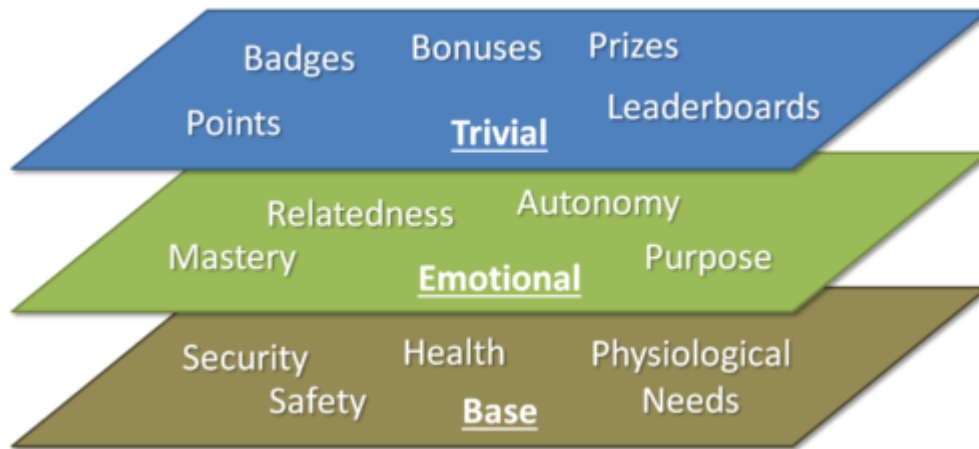 Badges Bonuses Prizes
Points Leaderboards
Trivial
Relatedness Autonomy
Mastery Purpose
Emotional
Security Health Physiological
Safety Needs
Base